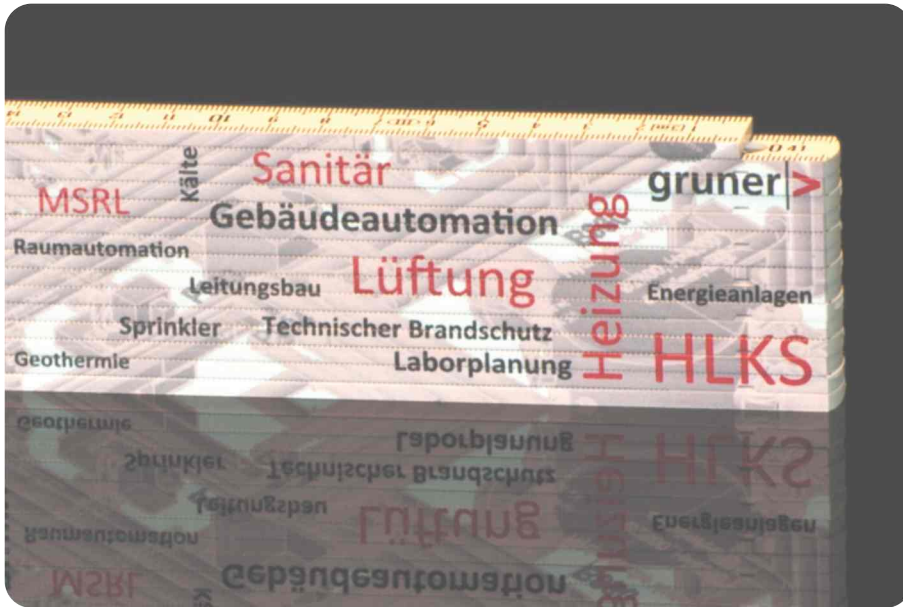 Kälte
Sanitär
gruner
MSRL
Gebäudeautomation
Raumautomation
Heizung
Leitungsbau
Lüftung
Energieanlagen
Sprinkler
Technischer Brandschutz
HLKS
Geothermie
Laborplanung